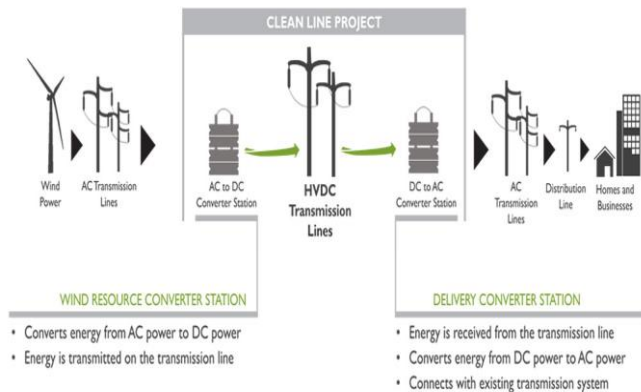 CLEAN LINE PROJECT
Wind
Power
AC Transmission
Lines
AC to DC
Converter Station
HVDC
Transmission
Lines
DC to AC
Converter Station
AC
Transmission
Lines
Distribution
Line
Homes and
Businesses
WIND RESOURCE CONVERTER STATION
• Converts energy from AC power to DC power
• Energy is transmitted on the transmission line
DELIVERY CONVERTER STATION
• Energy is received from the transmission line
• Converts energy from DC power to AC power
• Connects with existing transmission system